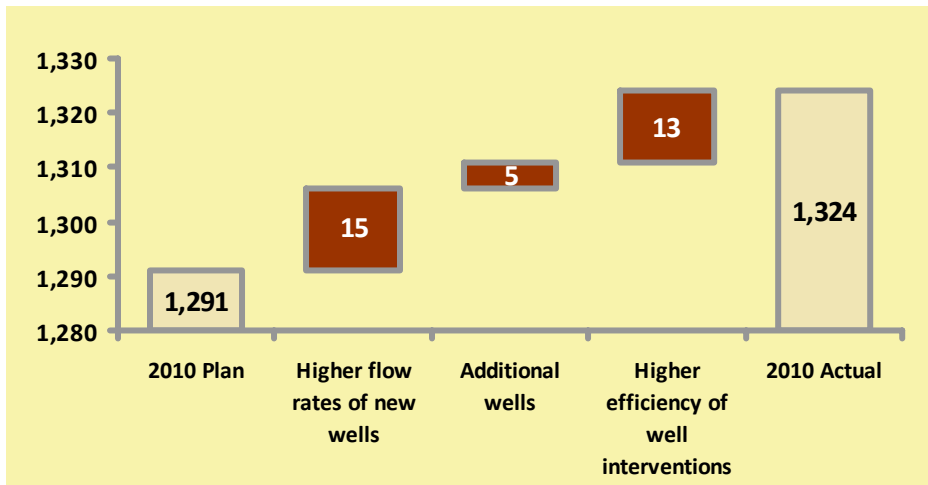 1,330
1,320
1,310
1,300
1,290
1,280
1,291
15
5
13
1,324
2010 Plan
Higher flow
rates of new
wells
Additional
wells
Higher
efficiency of
well
interventions
2010 Actual